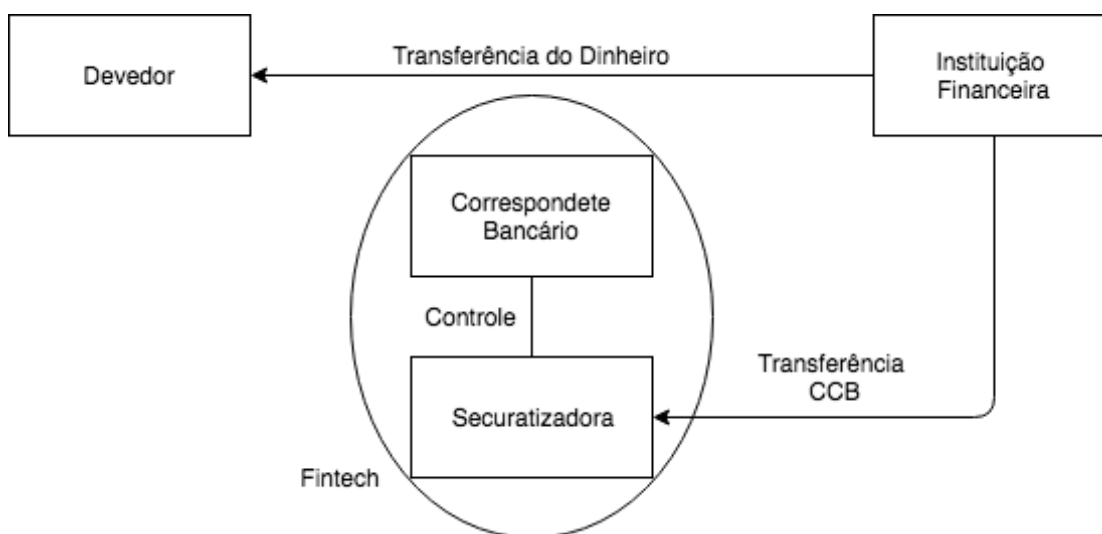 Devedor
Transferência do Dinheiro
Instituição
Financeira
Correspondete
Bancário
Controle
Transferência
CCB
Securatizadora
Fintech